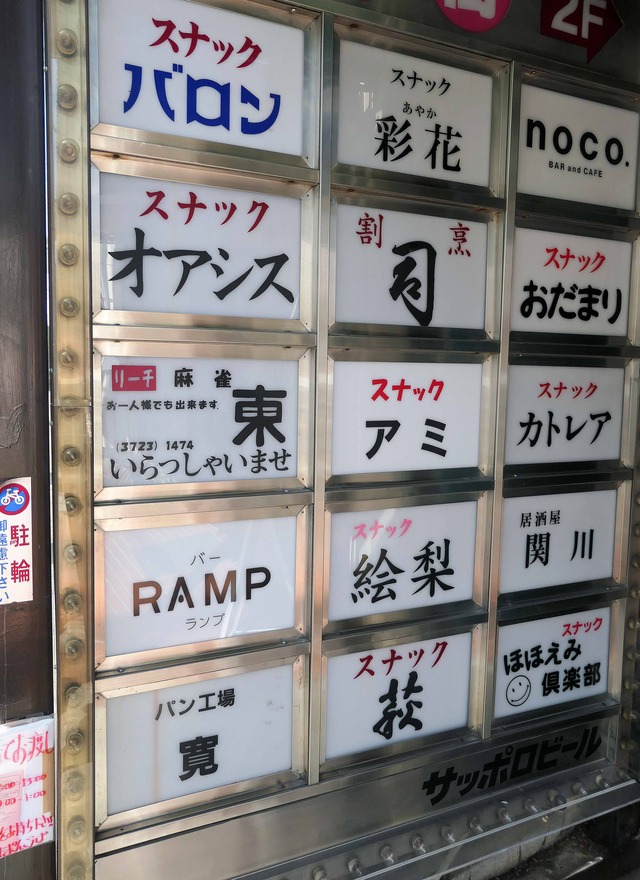 2F
スナック
バロン
スナック
あやか
彩花
noco.
BAR and CAFE
スナック
オアシス
割烹
司
スナック
おだまり
リーチ 麻雀
お一人様でも出来ます.
東
(3723) 1474
いらっしゃいませ
スナック
アミ
スナック
カトレア
バー
RAMP
ランプ
スナック
絵梨
居酒屋
関川
パン工場
寛
スナック
萩
スナック
ほほえみ
倶楽部
サッポロビール
駐輪
御遠慮下さい